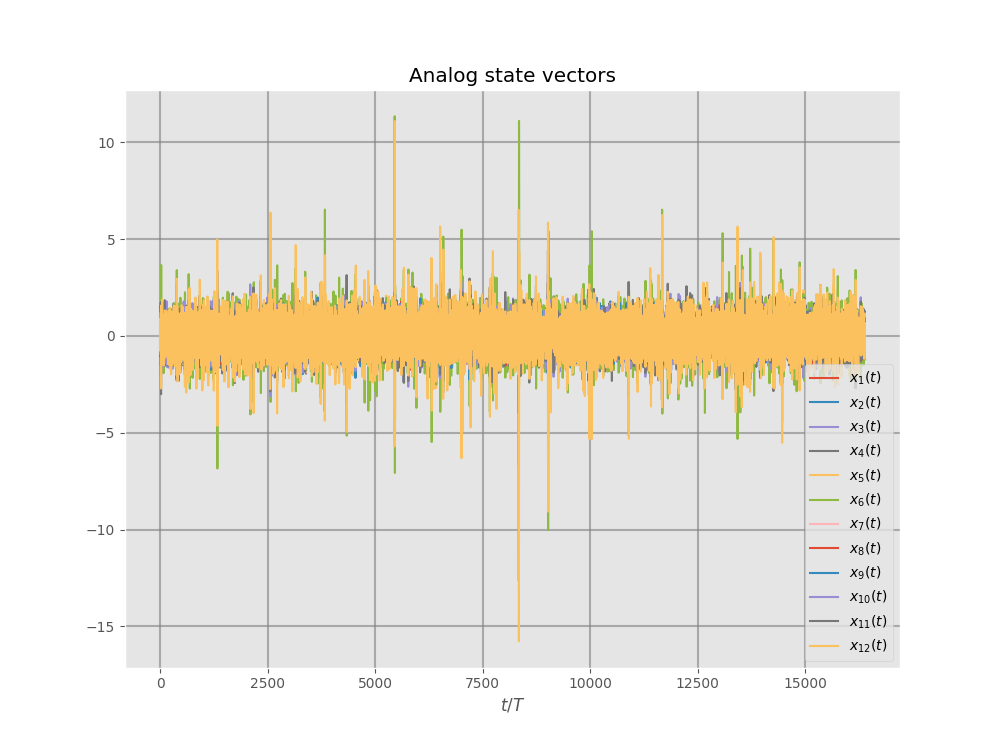 Analog state vectors
10
5
0
−5
−10
−15
0 2500 5000 7500 10000 12500 15000
t/T
x₁(t)
x₂(t)
x₃(t)
x₄(t)
x₅(t)
x₆(t)
x₇(t)
x₈(t)
x₉(t)
x₁₀(t)
x₁₁(t)
x₁₂(t)